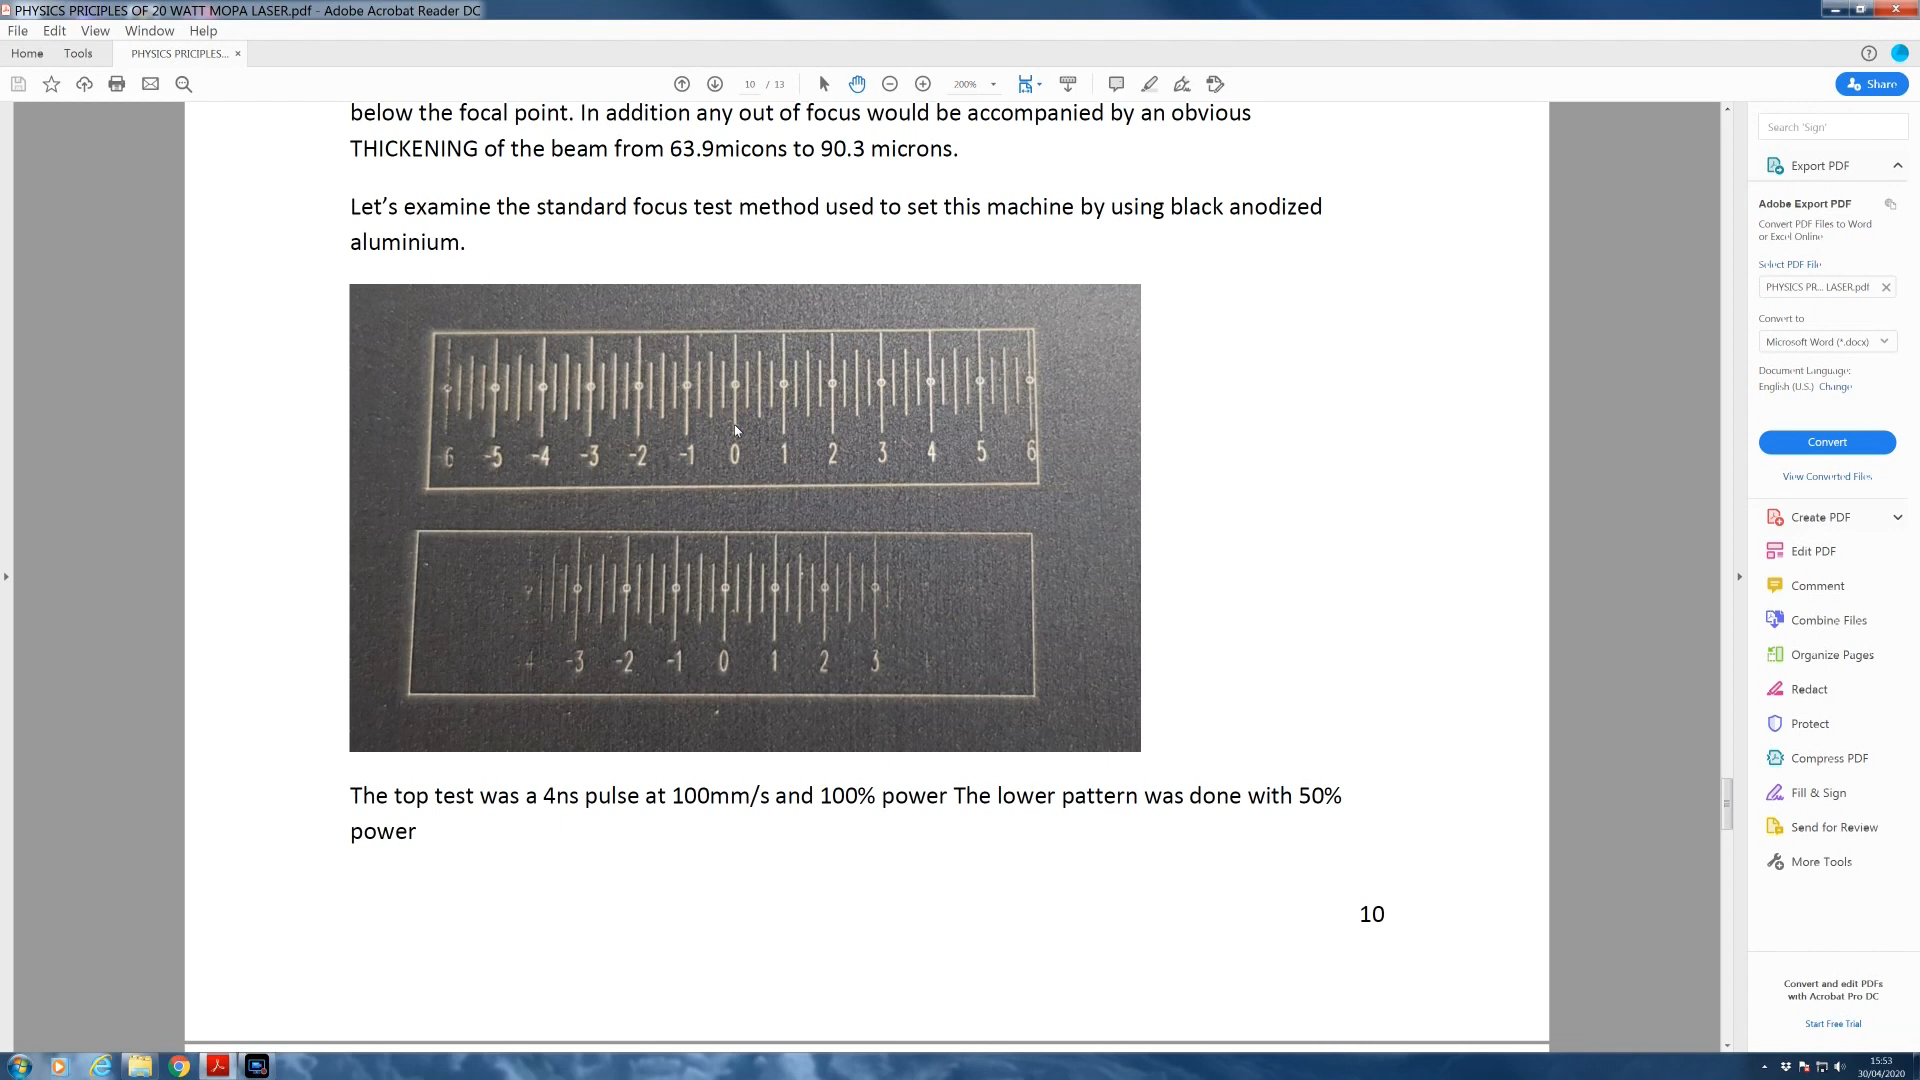 PHYSICS PRICIPLES OF 20 WATT MOPA LASER.pdf - Adobe Acrobat Reader DC
File Edit View Window Help
Home Tools PHYSICS PRICIPLES... ×
10 / 13 200% Share
below the focal point. In addition any out of focus would be accompanied by an obvious
THICKENING of the beam from 63.9micons to 90.3 microns.
Let’s examine the standard focus test method used to set this machine by using black anodized
aluminium.
-5 -4 -3 -2 -1 0 1 2 3 4 5 6
-3 -2 -1 0 1 2 3
The top test was a 4ns pulse at 100mm/s and 100% power The lower pattern was done with 50%
power
10
Search 'Sign'
Export PDF
Adobe Export PDF
Convert PDF Files to Word
or Excel Online
Select PDF File
PHYSICS PR... LASER.pdf
Convert to
Microsoft Word (*.docx)
Document Language:
English (U.S.) Change
Convert
View Converted Files
Create PDF
Edit PDF
Comment
Combine Files
Organize Pages
Redact
Protect
Compress PDF
Fill & Sign
Send for Review
More Tools
Convert and edit PDFs
with Acrobat Pro DC
Start Free Trial
15:53
30/04/2020